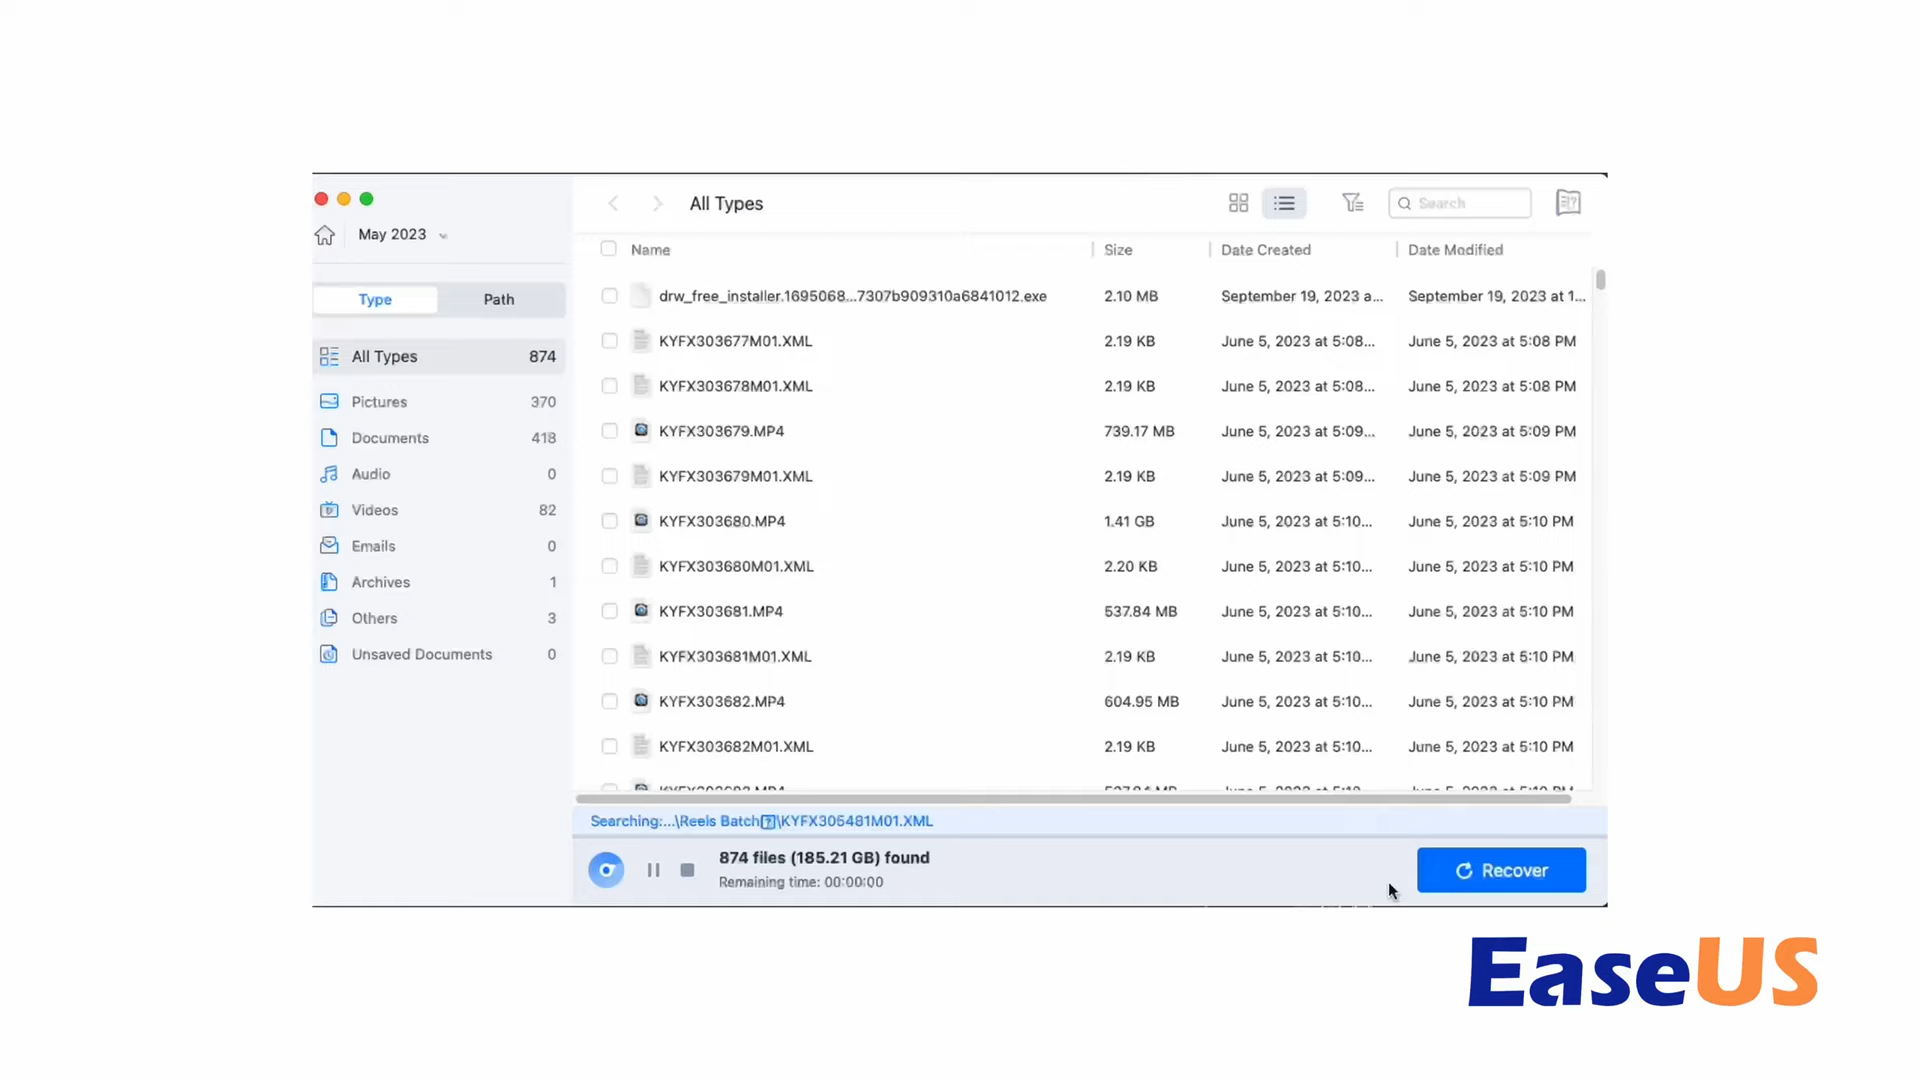 All Types
Search
May 2023
Name Size Date Created Date Modified
Type Path
drw_free_installer.1695068...7307b909310a6841012.exe 2.10 MB September 19, 2023 a... September 19, 2023 at 1...
KYFX303677M01.XML 2.19 KB June 5, 2023 at 5:08... June 5, 2023 at 5:08 PM
All Types 874
KYFX303678M01.XML 2.19 KB June 5, 2023 at 5:08... June 5, 2023 at 5:08 PM
Pictures 370
KYFX303679.MP4 739.17 MB June 5, 2023 at 5:09... June 5, 2023 at 5:09 PM
Documents 418
KYFX303679M01.XML 2.19 KB June 5, 2023 at 5:09... June 5, 2023 at 5:09 PM
Audio 0
Videos 82
KYFX303680.MP4 1.41 GB June 5, 2023 at 5:10... June 5, 2023 at 5:10 PM
Emails 0
KYFX303680M01.XML 2.20 KB June 5, 2023 at 5:10... June 5, 2023 at 5:10 PM
Archives 1
KYFX303681.MP4 537.84 MB June 5, 2023 at 5:10... June 5, 2023 at 5:10 PM
Others 3
KYFX303681M01.XML 2.19 KB June 5, 2023 at 5:10... June 5, 2023 at 5:10 PM
Unsaved Documents 0
KYFX303682.MP4 604.95 MB June 5, 2023 at 5:10... June 5, 2023 at 5:10 PM
KYFX303682M01.XML 2.19 KB June 5, 2023 at 5:10... June 5, 2023 at 5:10 PM
Searching:...\Reels Batch?\KYFX305481M01.XML
874 files (185.21 GB) found
Remaining time: 00:00:00
Recover
EaseUS